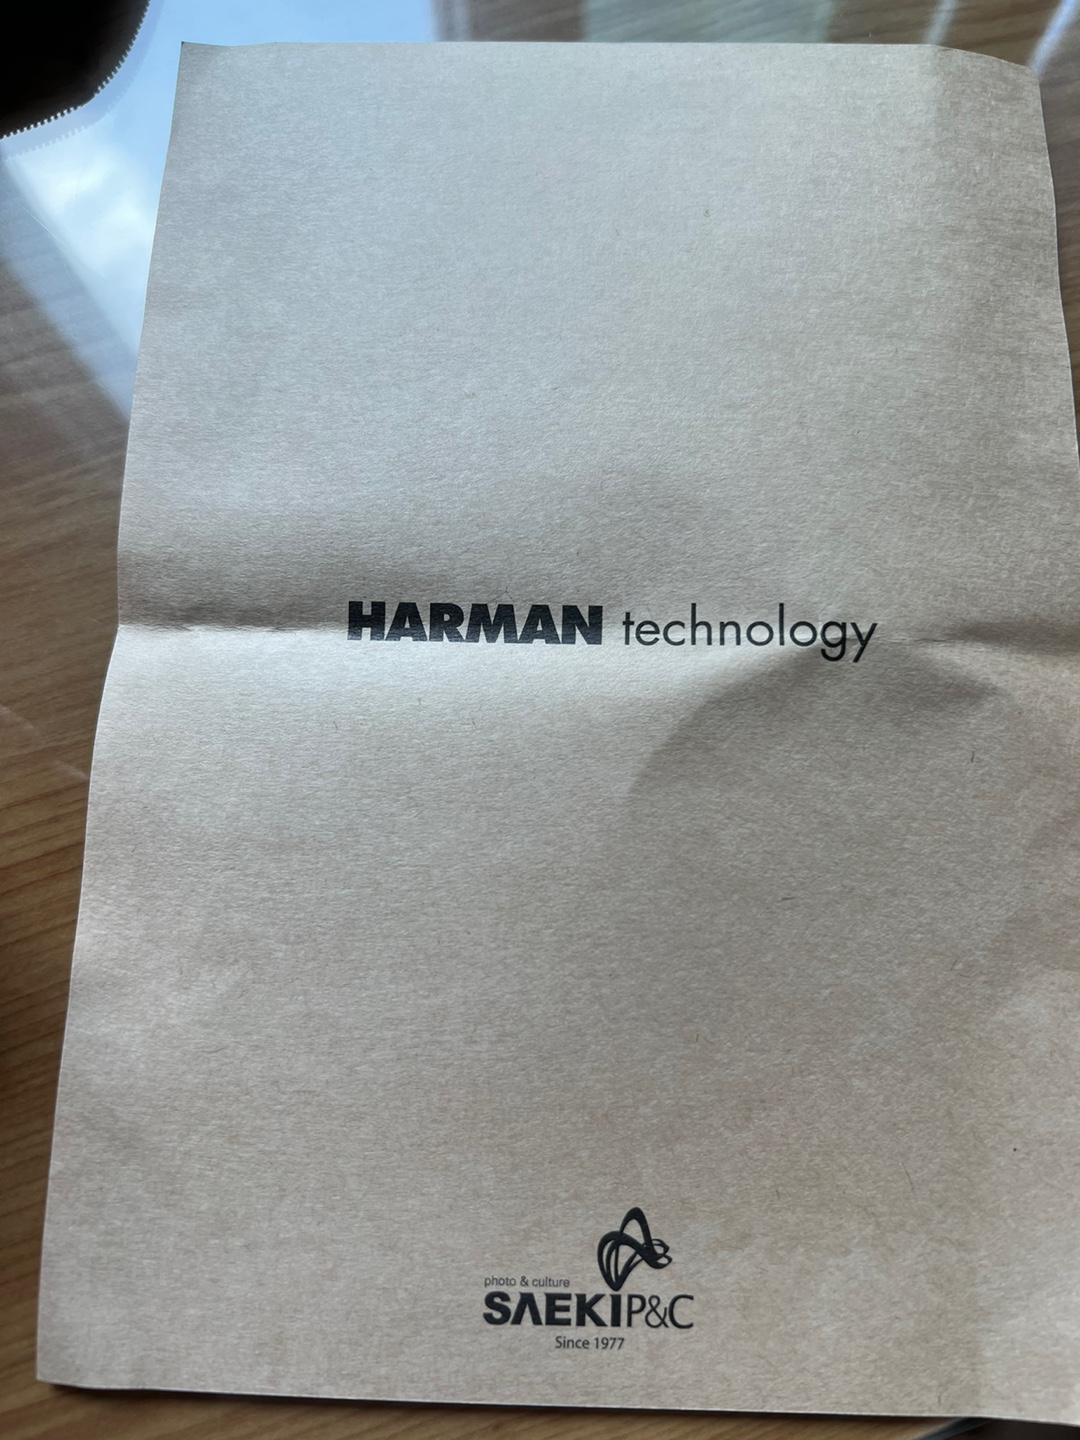 HARMAN technology
photo & culture
SAEKIP&C
Since 1977